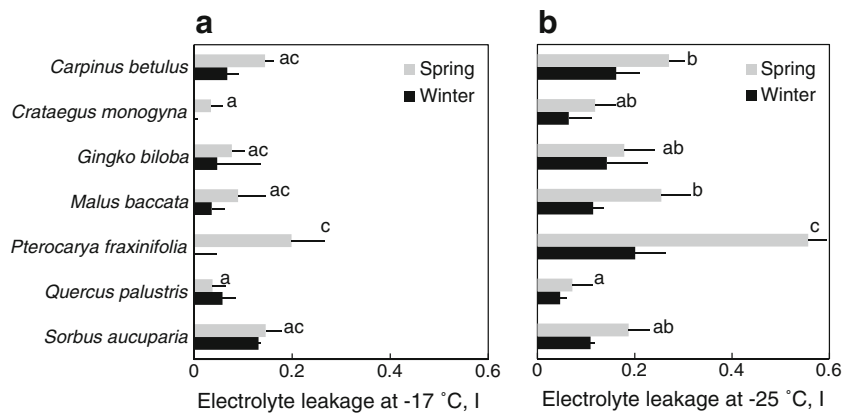 a
b
Carpinus betulus
Crataegus monogyna
Gingko biloba
Malus baccata
Pterocarya fraxinifolia
Quercus palustris
Sorbus aucuparia
ac
a
ac
ac
c
a
ac
Spring
Winter
0
0.2
0.4
0.6
Electrolyte leakage at -17 ˚C, I
b
ab
ab
b
c
a
ab
Spring
Winter
0
0.2
0.4
0.6
Electrolyte leakage at -25 ˚C, I